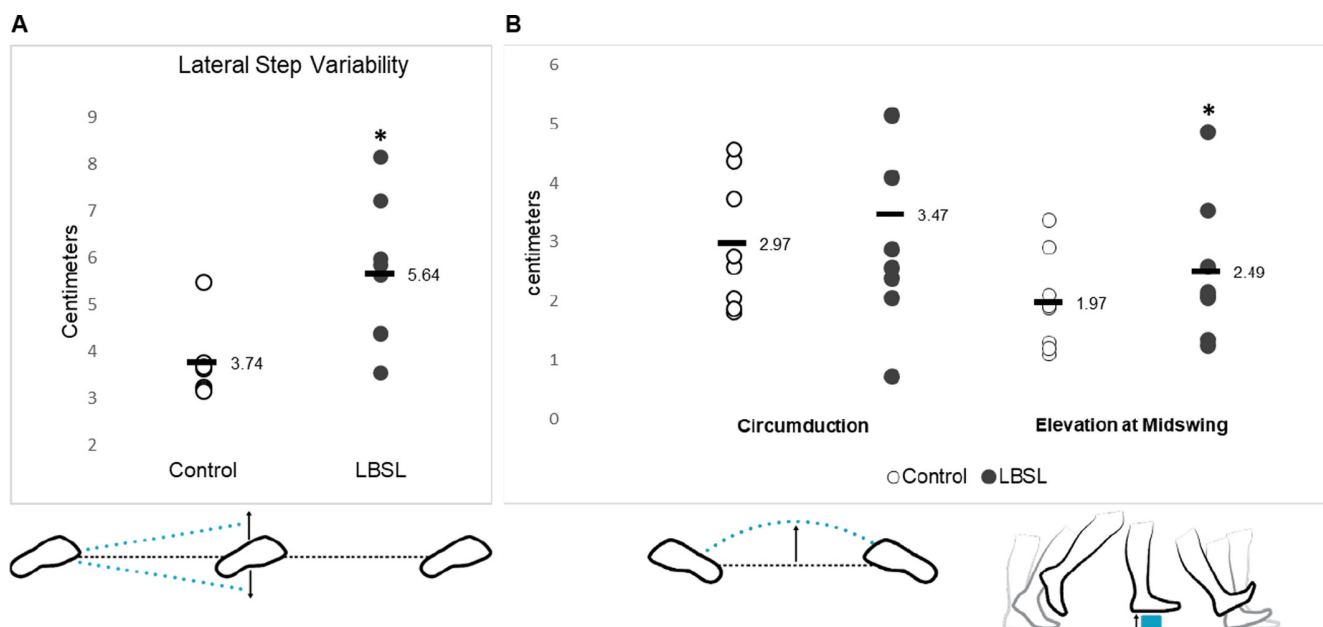 A
Lateral Step Variability
Centimeters
9
8
7
6
5
4
3
2
*
3.74
5.64
Control
LBSL
B
centimeters
6
5
4
3
2
1
0
*
2.97
3.47
1.97
2.49
Circumduction
Elevation at Midswing
Control
LBSL